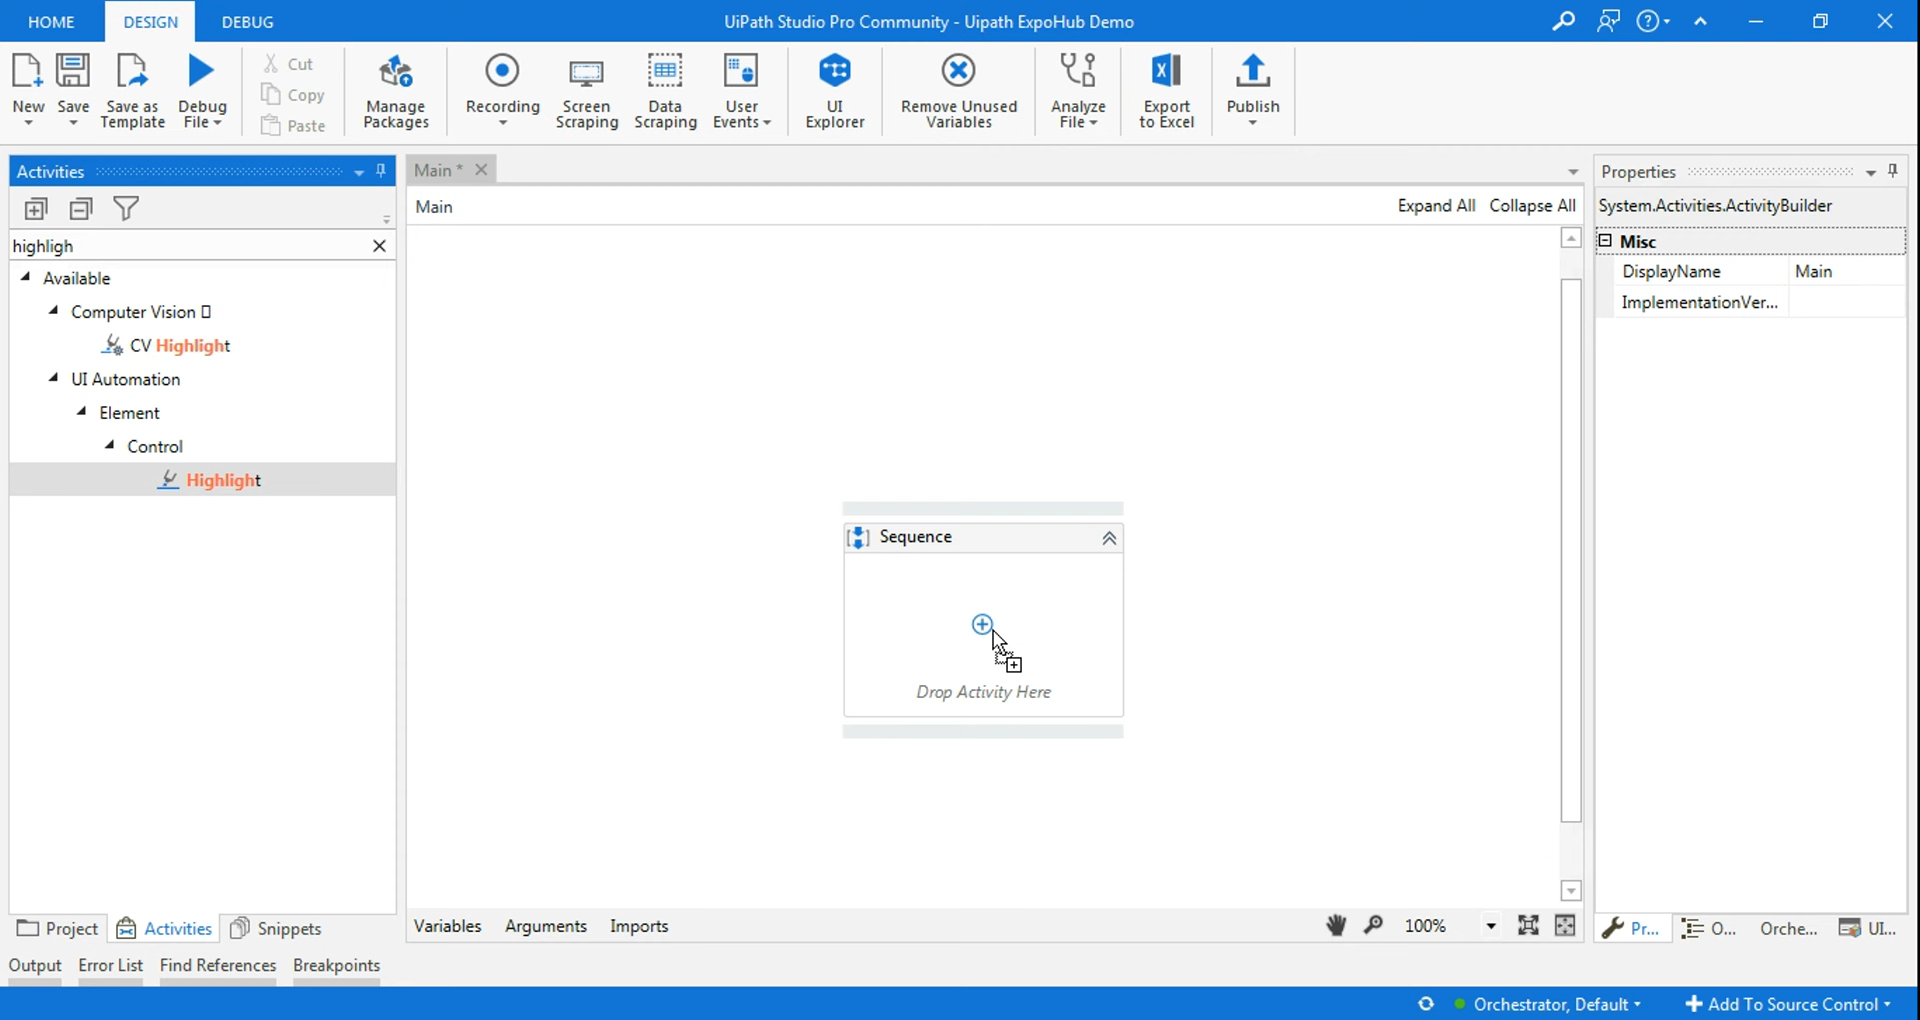 HOME DESIGN DEBUG UiPath Studio Pro Community - Uipath ExpoHub Demo
New Save Save as Template Debug File Cut Copy Paste Manage Packages Recording Screen Scraping Data Scraping User Events UI Explorer Remove Unused Variables Analyze File Export to Excel Publish
Activities
highligh
Available
Computer Vision
CV Highlight
UI Automation
Element
Control
Highlight
Project Activities Snippets
Main *
Main Expand All Collapse All
Sequence
Drop Activity Here
Variables Arguments Imports 100%
Properties
System.Activities.ActivityBuilder
Misc
DisplayName Main
ImplementationVer...
Pr... O... Orche... UI...
Output Error List Find References Breakpoints
Orchestrator, Default Add To Source Control